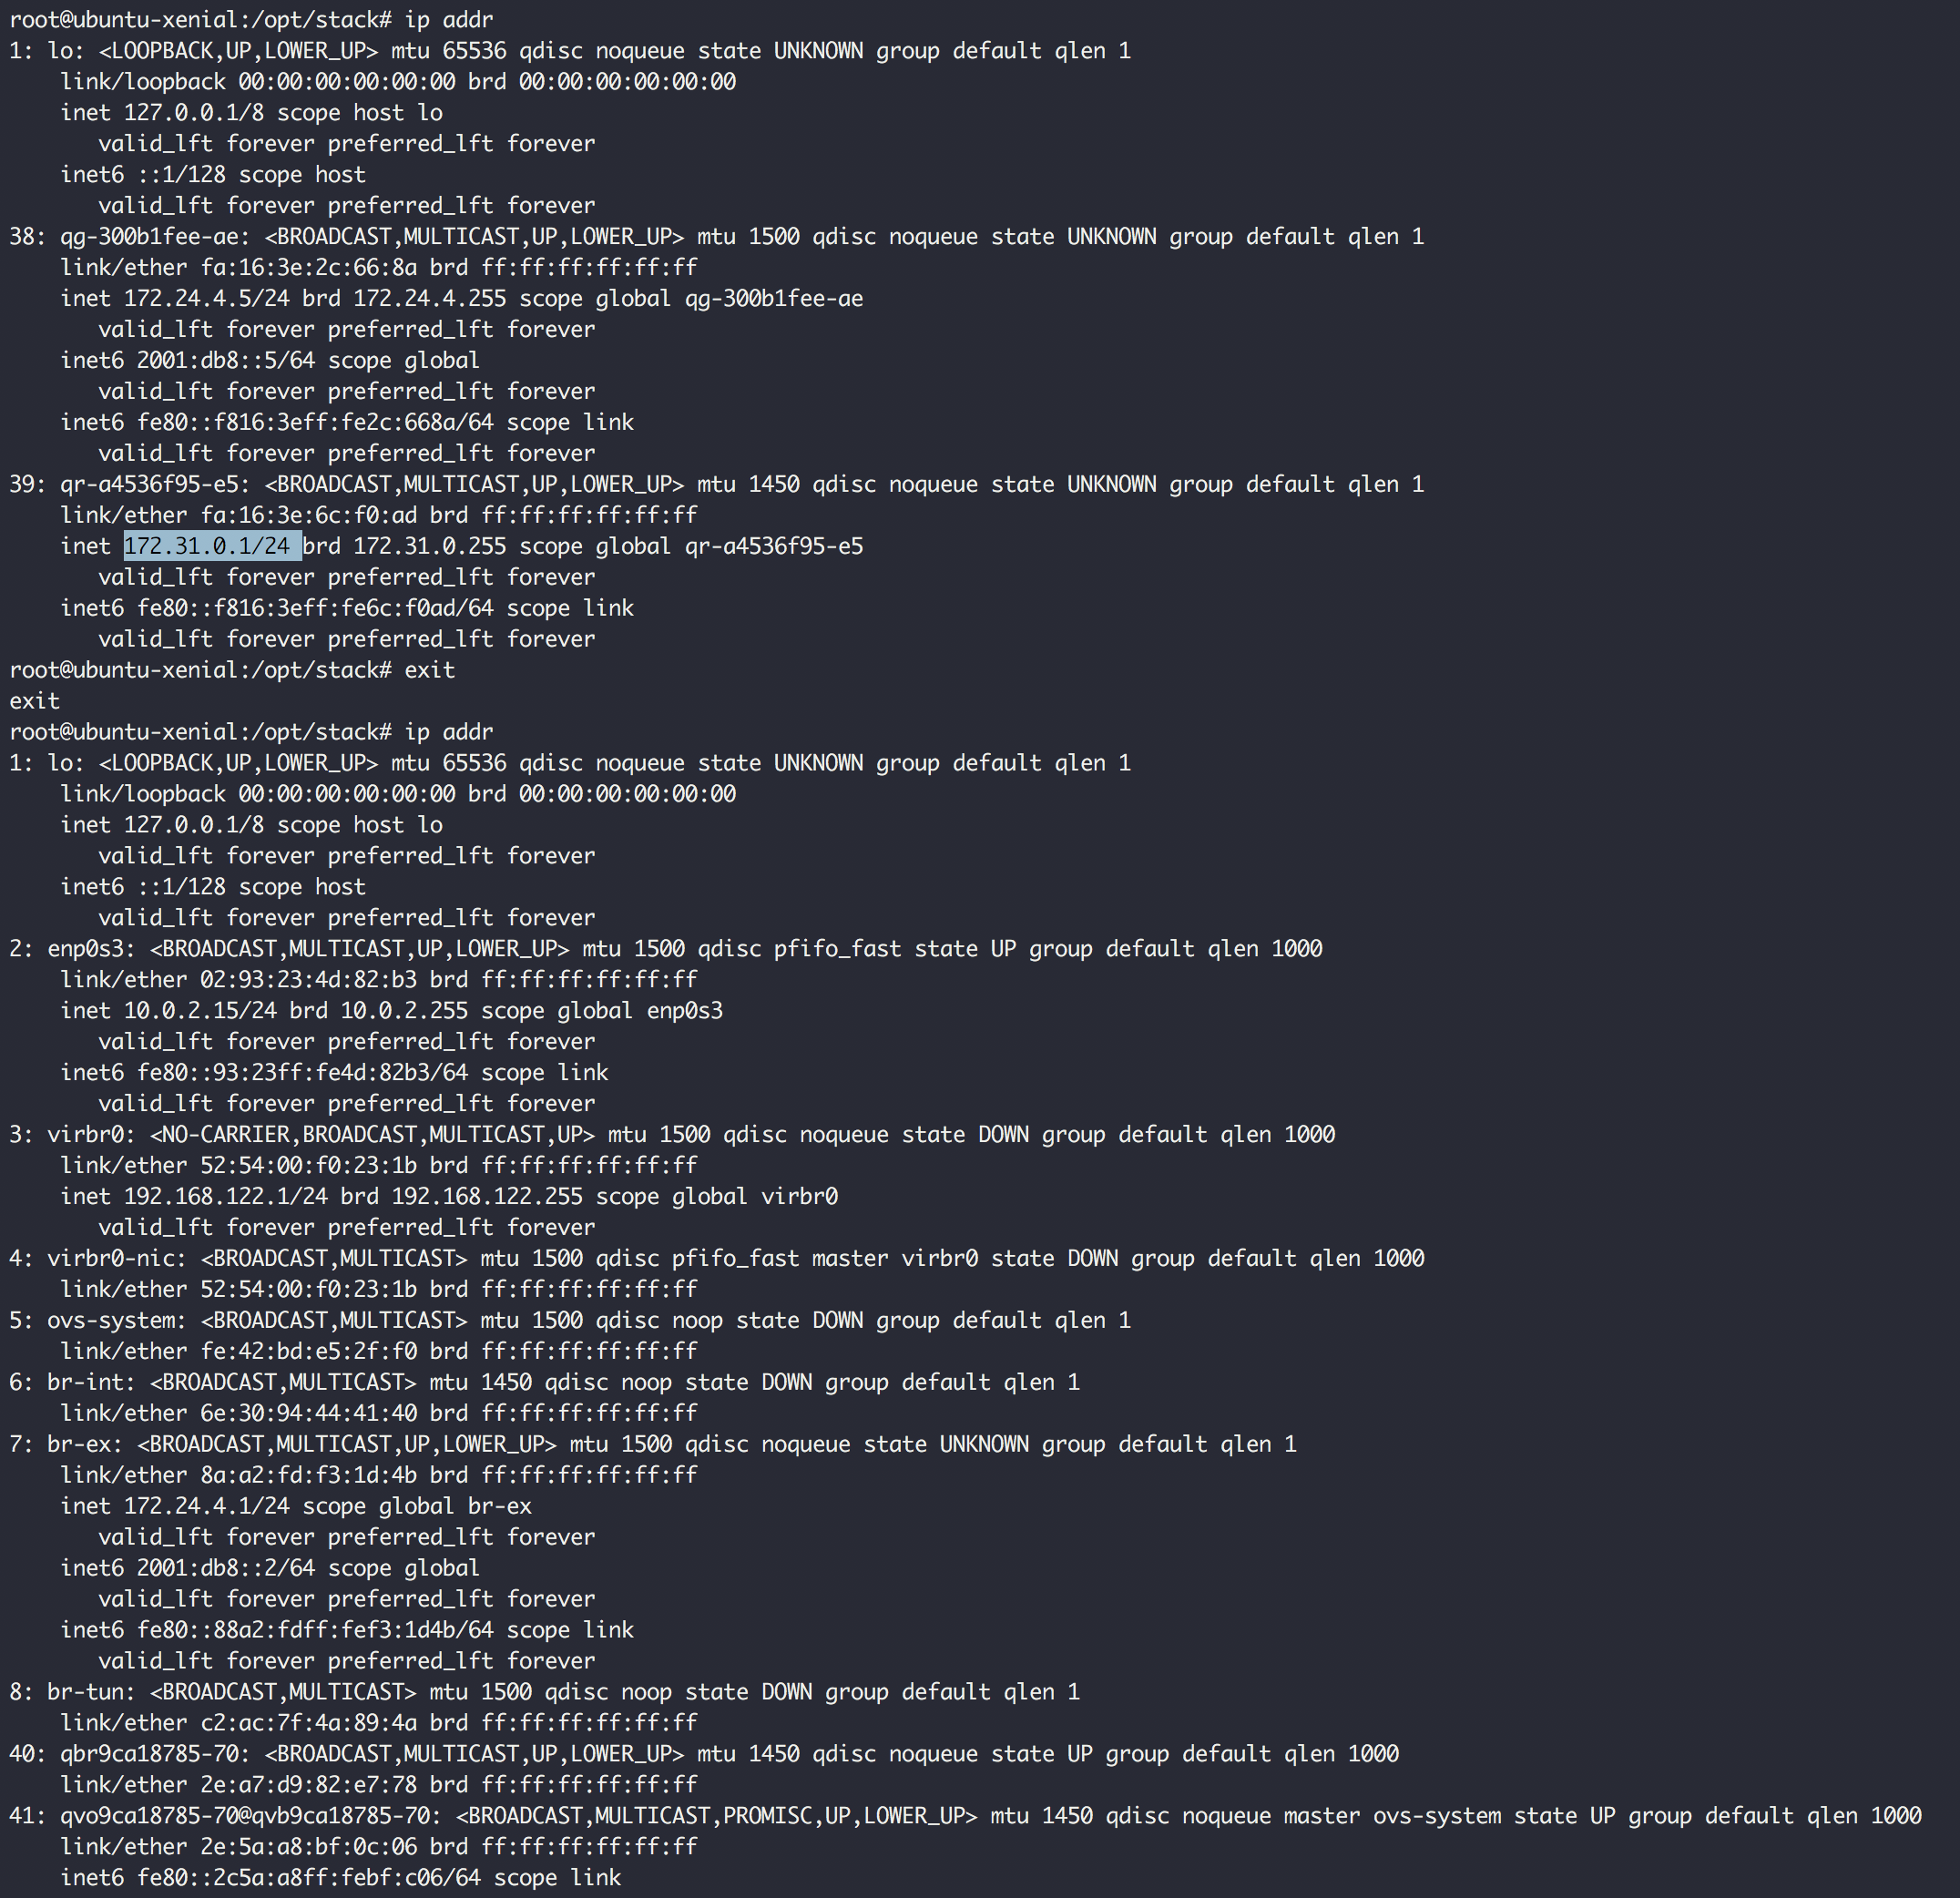 root@ubuntu-xenial:/opt/stack# ip addr
1: lo: <LOOPBACK,UP,LOWER_UP> mtu 65536 qdisc noqueue state UNKNOWN group default qlen 1
    link/loopback 00:00:00:00:00:00 brd 00:00:00:00:00:00
    inet 127.0.0.1/8 scope host lo
       valid_lft forever preferred_lft forever
    inet6 ::1/128 scope host
       valid_lft forever preferred_lft forever
38: qg-300b1fee-ae: <BROADCAST,MULTICAST,UP,LOWER_UP> mtu 1500 qdisc noqueue state UNKNOWN group default qlen 1
    link/ether fa:16:3e:2c:66:8a brd ff:ff:ff:ff:ff:ff
    inet 172.24.4.5/24 brd 172.24.4.255 scope global qg-300b1fee-ae
       valid_lft forever preferred_lft forever
    inet6 2001:db8::5/64 scope global
       valid_lft forever preferred_lft forever
    inet6 fe80::f816:3eff:fe2c:668a/64 scope link
       valid_lft forever preferred_lft forever
39: qr-a4536f95-e5: <BROADCAST,MULTICAST,UP,LOWER_UP> mtu 1450 qdisc noqueue state UNKNOWN group default qlen 1
    link/ether fa:16:3e:6c:f0:ad brd ff:ff:ff:ff:ff:ff
    inet 172.31.0.1/24 brd 172.31.0.255 scope global qr-a4536f95-e5
       valid_lft forever preferred_lft forever
    inet6 fe80::f816:3eff:fe6c:f0ad/64 scope link
       valid_lft forever preferred_lft forever
root@ubuntu-xenial:/opt/stack# exit
exit
root@ubuntu-xenial:/opt/stack# ip addr
1: lo: <LOOPBACK,UP,LOWER_UP> mtu 65536 qdisc noqueue state UNKNOWN group default qlen 1
    link/loopback 00:00:00:00:00:00 brd 00:00:00:00:00:00
    inet 127.0.0.1/8 scope host lo
       valid_lft forever preferred_lft forever
    inet6 ::1/128 scope host
       valid_lft forever preferred_lft forever
2: enp0s3: <BROADCAST,MULTICAST,UP,LOWER_UP> mtu 1500 qdisc pfifo_fast state UP group default qlen 1000
    link/ether 02:93:23:4d:82:b3 brd ff:ff:ff:ff:ff:ff
    inet 10.0.2.15/24 brd 10.0.2.255 scope global enp0s3
       valid_lft forever preferred_lft forever
    inet6 fe80::93:23ff:fe4d:82b3/64 scope link
       valid_lft forever preferred_lft forever
3: virbr0: <NO-CARRIER,BROADCAST,MULTICAST,UP> mtu 1500 qdisc noqueue state DOWN group default qlen 1000
    link/ether 52:54:00:f0:23:1b brd ff:ff:ff:ff:ff:ff
    inet 192.168.122.1/24 brd 192.168.122.255 scope global virbr0
       valid_lft forever preferred_lft forever
4: virbr0-nic: <BROADCAST,MULTICAST> mtu 1500 qdisc pfifo_fast master virbr0 state DOWN group default qlen 1000
    link/ether 52:54:00:f0:23:1b brd ff:ff:ff:ff:ff:ff
5: ovs-system: <BROADCAST,MULTICAST> mtu 1500 qdisc noop state DOWN group default qlen 1
    link/ether fe:42:bd:e5:2f:f0 brd ff:ff:ff:ff:ff:ff
6: br-int: <BROADCAST,MULTICAST> mtu 1450 qdisc noop state DOWN group default qlen 1
    link/ether 6e:30:94:44:41:40 brd ff:ff:ff:ff:ff:ff
7: br-ex: <BROADCAST,MULTICAST,UP,LOWER_UP> mtu 1500 qdisc noqueue state UNKNOWN group default qlen 1
    link/ether 8a:a2:fd:f3:1d:4b brd ff:ff:ff:ff:ff:ff
    inet 172.24.4.1/24 scope global br-ex
       valid_lft forever preferred_lft forever
    inet6 2001:db8::2/64 scope global
       valid_lft forever preferred_lft forever
    inet6 fe80::88a2:fdff:fef3:1d4b/64 scope link
       valid_lft forever preferred_lft forever
8: br-tun: <BROADCAST,MULTICAST> mtu 1500 qdisc noop state DOWN group default qlen 1
    link/ether c2:ac:7f:4a:89:4a brd ff:ff:ff:ff:ff:ff
40: qbr9ca18785-70: <BROADCAST,MULTICAST,UP,LOWER_UP> mtu 1450 qdisc noqueue state UP group default qlen 1000
    link/ether 2e:a7:d9:82:e7:78 brd ff:ff:ff:ff:ff:ff
41: qvo9ca18785-70@qvb9ca18785-70: <BROADCAST,MULTICAST,PROMISC,UP,LOWER_UP> mtu 1450 qdisc noqueue master ovs-system state UP group default qlen 1000
    link/ether 2e:5a:a8:bf:0c:06 brd ff:ff:ff:ff:ff:ff
    inet6 fe80::2c5a:a8ff:febf:c06/64 scope link